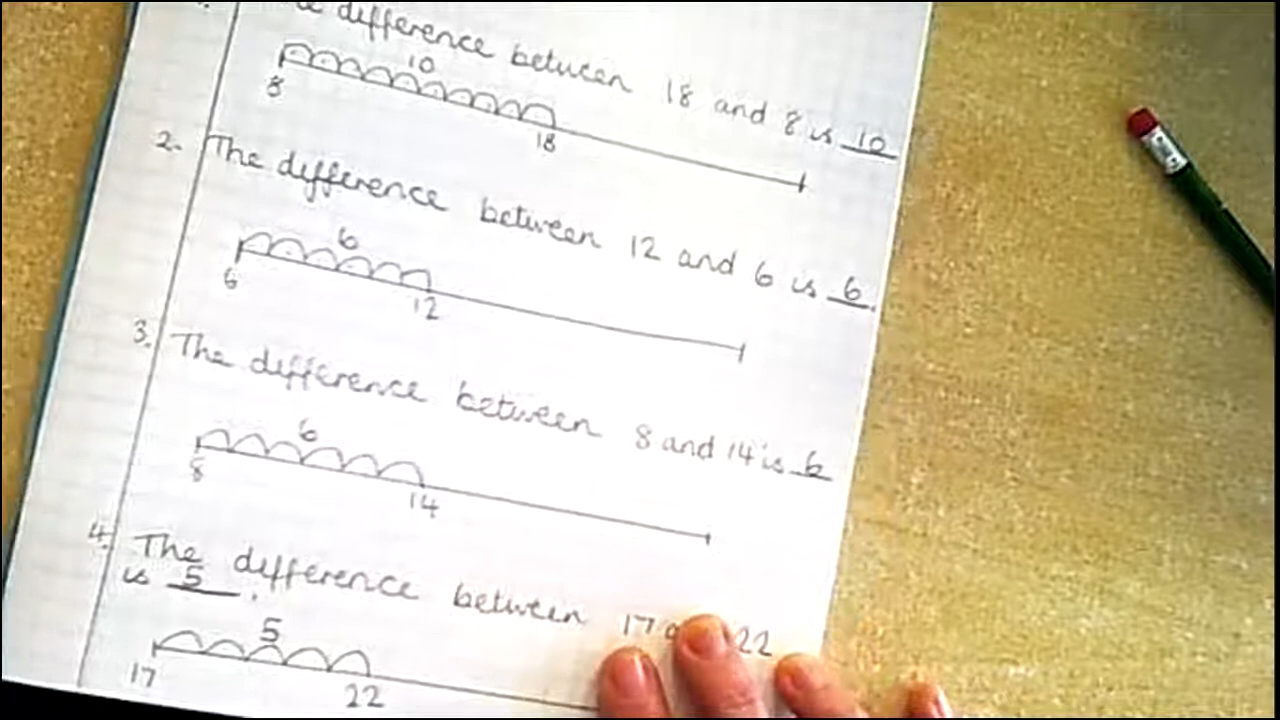 difference between 18 and 8 is 10
10
8
18
2. The difference between 12 and 6 is 6.
6
6
12
3. The difference between 8 and 14 is 6
6
8
14
4. The difference between 17 22
is 5.
5
17
22